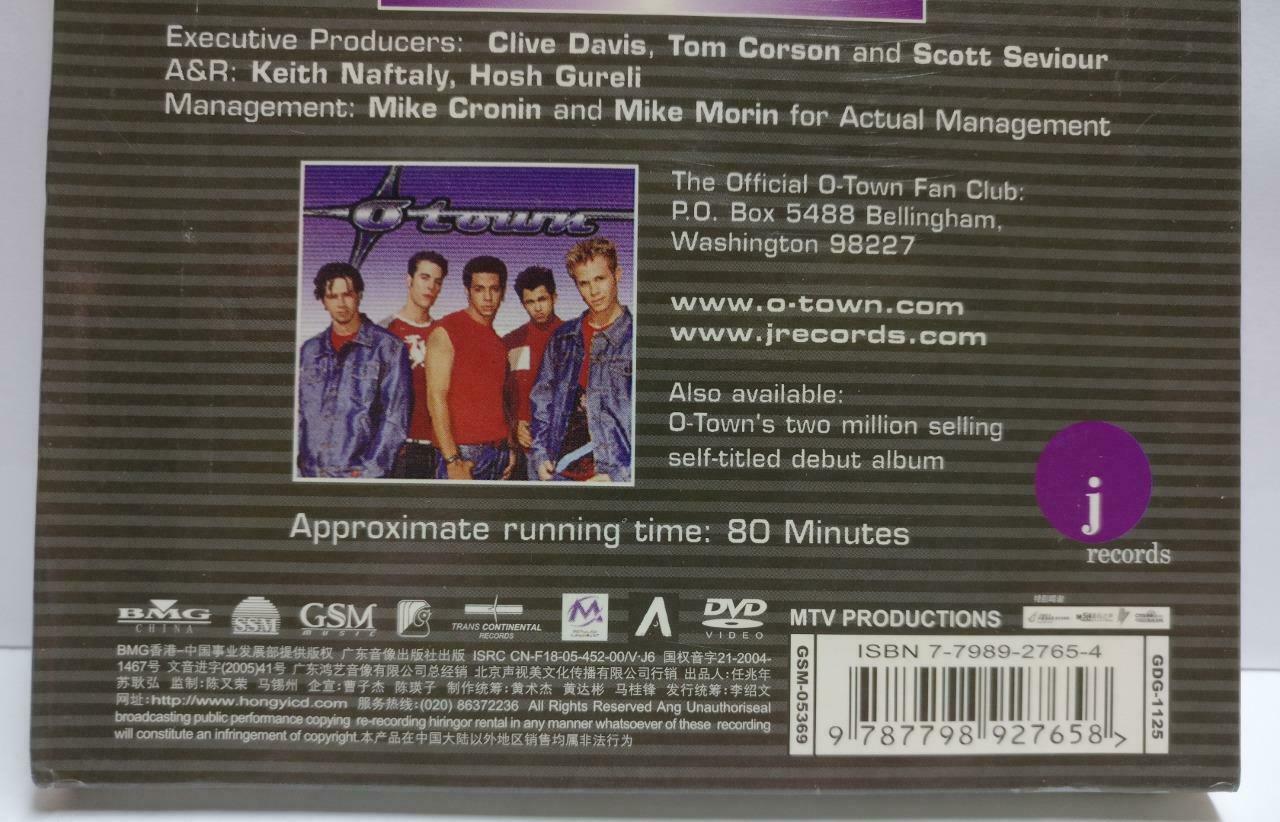 Executive Producers: Clive Davis, Tom Corson and Scott Seviour
A&R: Keith Naftaly, Hosh Gureli
Management: Mike Cronin and Mike Morin for Actual Management
O-town
The Official O-Town Fan Club:
P.O. Box 5488 Bellingham,
Washington 98227
www.o-town.com
www.jrecords.com
Also available:
O-Town's two million selling
self-titled debut album
j
records
Approximate running time: 80 Minutes
BMG
CHINA
SSM
GSM
music
TRANS CONTINENTAL
RECORDS
DVD
VIDEO
MTV PRODUCTIONS
BMG香港-中国事业发展部提供版权 广东音像出版社出版 ISRC CN-F18-05-452-00/V·J6 国权音字21-2004-
1467号 文音进字(2005)41号 广东鸿艺音像有限公司总经销 北京声视美文化传播有限公司行销 出品人:任兆年
苏耿弘 监制:陈又荣 马锡州 企宣:曹子杰 陈瑛子 制作统筹:黄术杰 黄达彬 马桂锋 发行统筹:李绍文
网址:http://www.hongyicd.com 服务热线:(020) 86372236 All Rights Reserved Ang Unauthoriseal
broadcasting public performance copying re-recording hiringor rental in any manner whatsoever of these recording
will constitute an infringement of copyright.本产品在中国大陆以外地区销售均属非法行为
GSM-05369
ISBN 7-7989-2765-4
9 787798 927658 >
GDG-1125